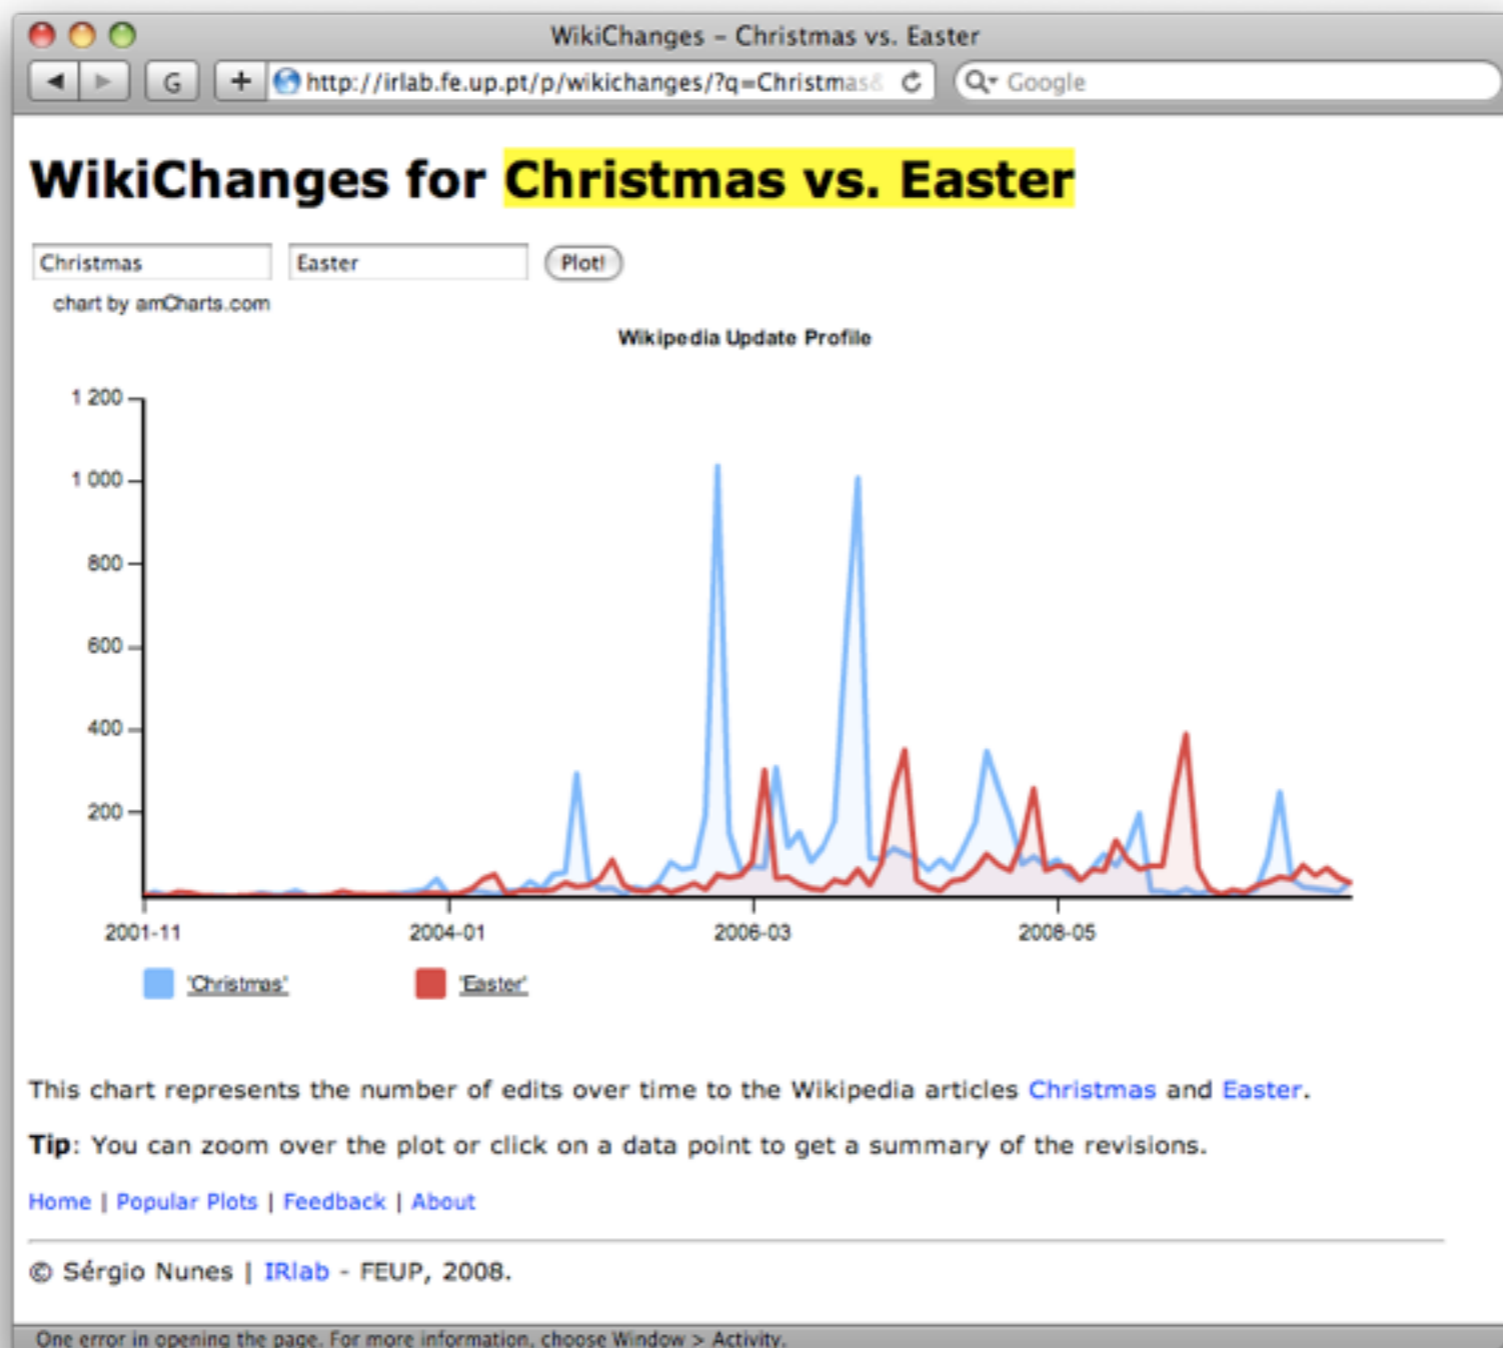 WikiChanges – Christmas vs. Easter
G + http://irlab.fe.up.pt/p/wikichanges/?q=Christmas& Google
WikiChanges for Christmas vs. Easter
Christmas Easter Plot!
chart by amCharts.com
Wikipedia Update Profile
1 200
1 000
800
600
400
200
2001-11 2004-01 2006-03 2008-05
'Christmas' 'Easter'
This chart represents the number of edits over time to the Wikipedia articles Christmas and Easter.
Tip: You can zoom over the plot or click on a data point to get a summary of the revisions.
Home | Popular Plots | Feedback | About
© Sérgio Nunes | IRlab - FEUP, 2008.
One error in opening the page. For more information, choose Window > Activity.